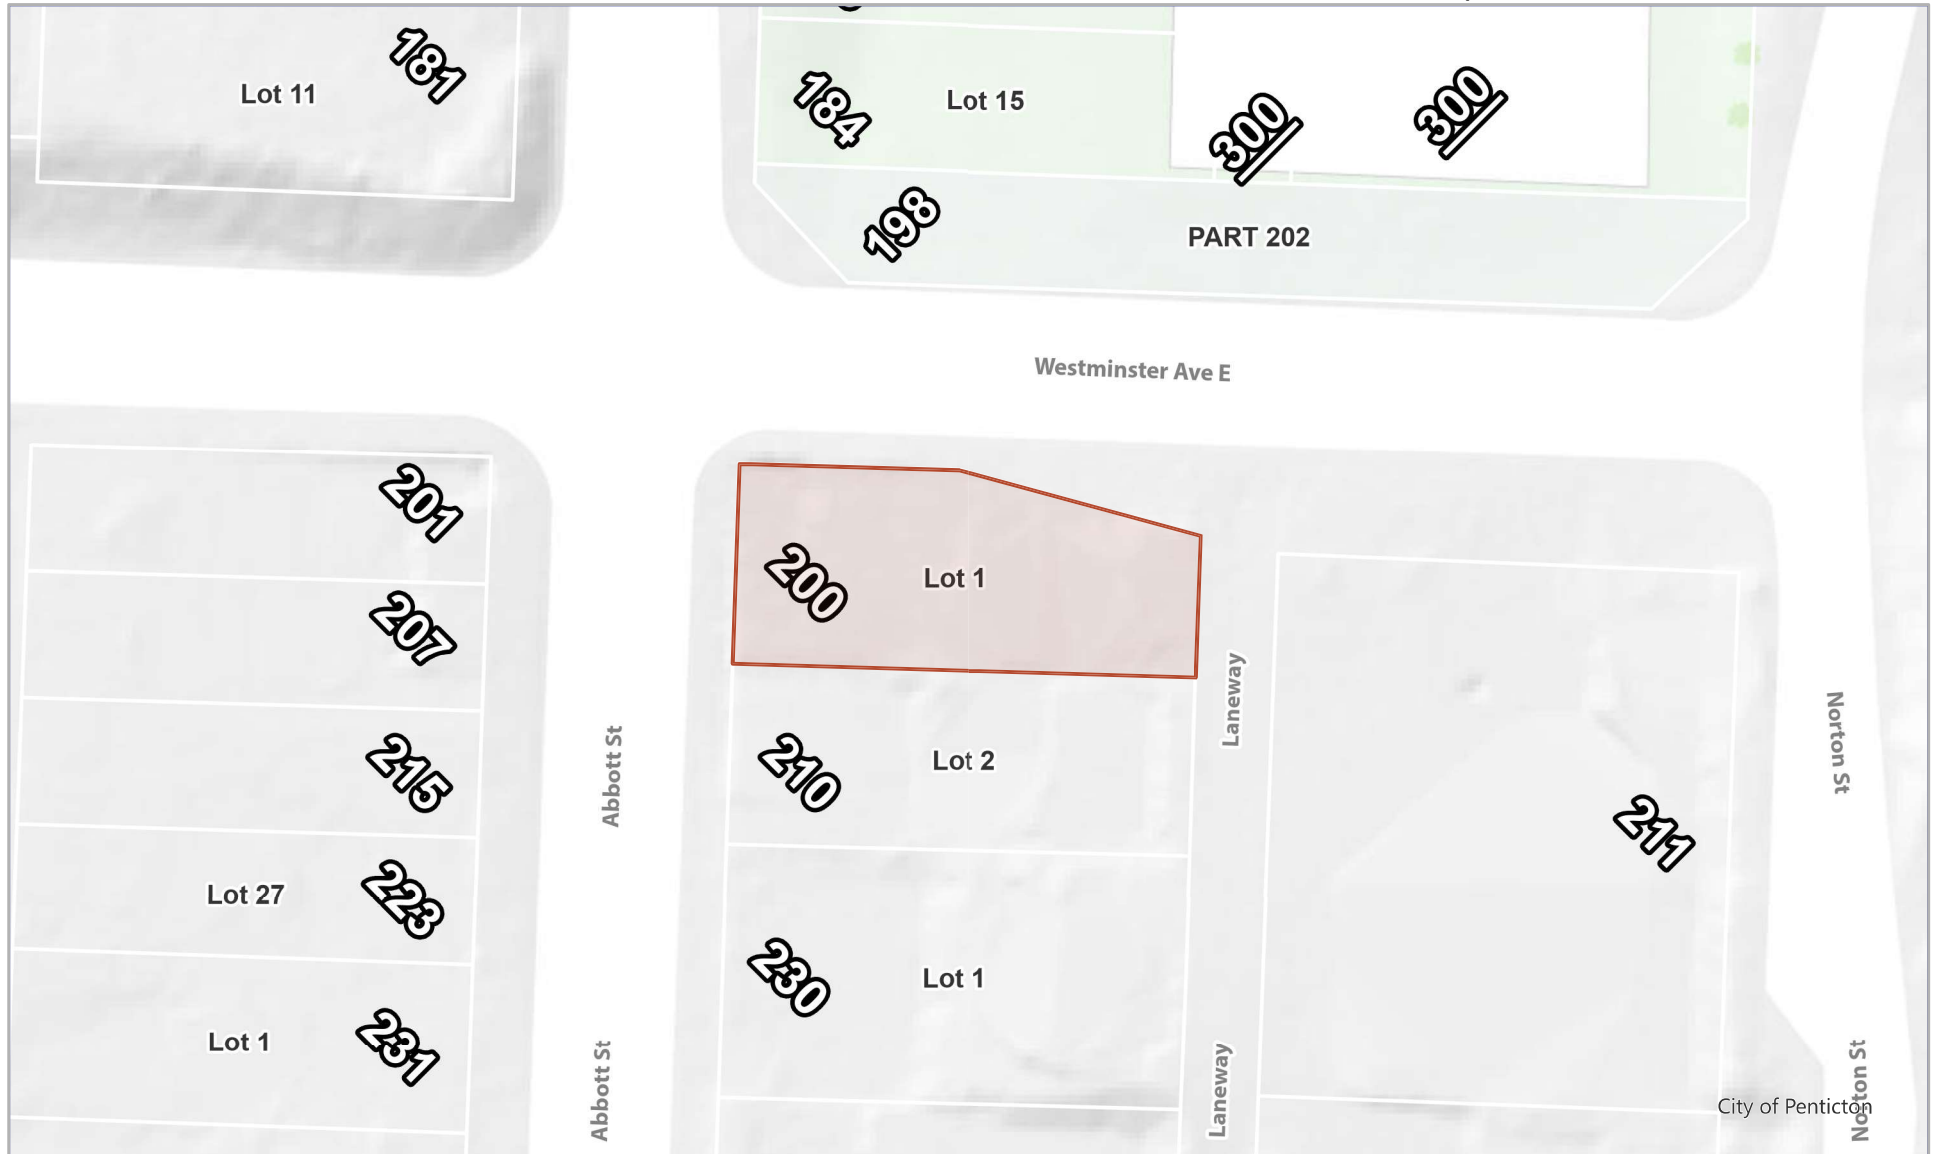 Lot 11
181
184
Lot 15
300
300
198
PART 202
Westminster Ave E
201
207
215
Lot 27
223
Lot 1
231
Abbott St
Abbott St
200
Lot 1
210
Lot 2
230
Lot 1
Laneway
Laneway
211
Norton St
Norton St
City of Penticton